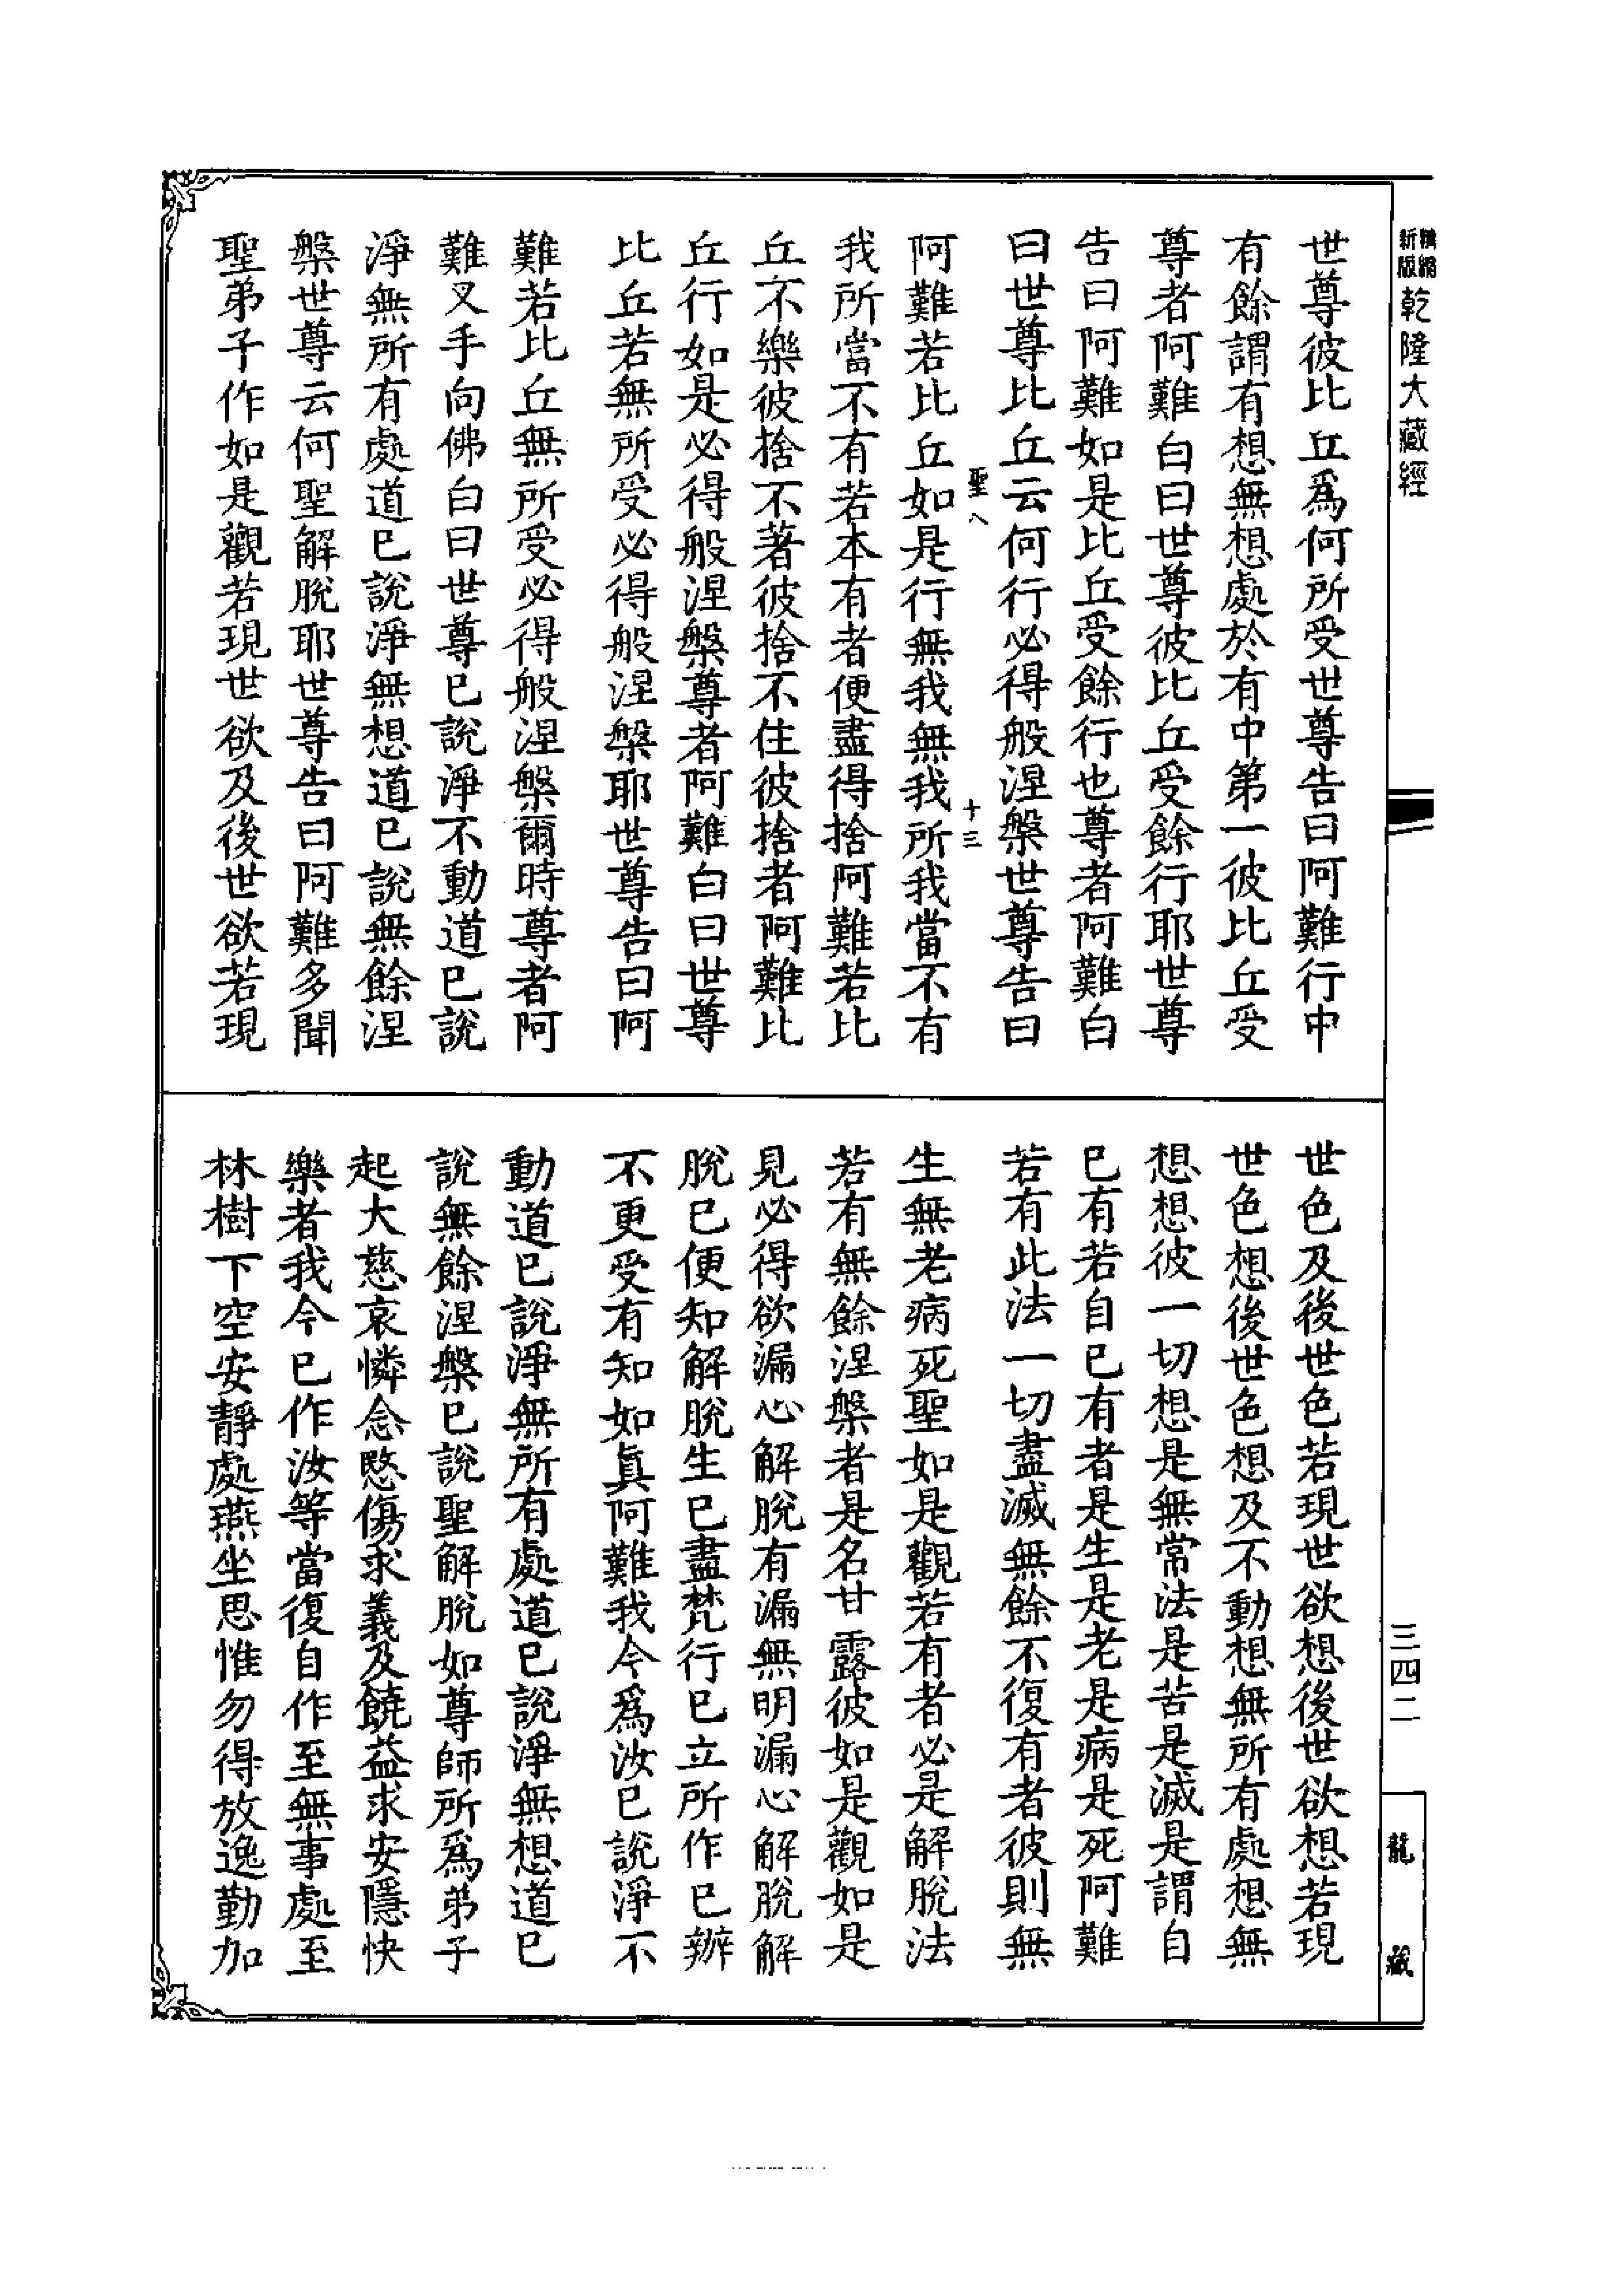 精縮新版乾隆大藏經
世尊彼比丘爲何所受世尊告曰阿難行中
有餘謂有想無想處於有中第一彼比丘受
尊者阿難白曰世尊彼比丘受餘行耶世尊
告曰阿難如是比丘受餘行也尊者阿難白
曰世尊比丘云何行必得般涅槃世尊告曰
聖八 十三
阿難若比丘如是行無我無我所我當不有
我所當不有若本有者便盡得捨阿難若比
丘不樂彼捨不著彼捨不住彼捨者阿難比
丘行如是必得般涅槃尊者阿難白曰世尊
比丘若無所受必得般涅槃耶世尊告曰阿
難若比丘無所受必得般涅槃爾時尊者阿
難叉手向佛白曰世尊已說淨不動道已說
淨無所有處道已說淨無想道已說無餘涅
槃世尊云何聖解脫耶世尊告曰阿難多聞
聖弟子作如是觀若現世欲及後世欲若現
世色及後世色若現世欲想後世欲想若現
世色想後世色想及不動想無所有處想無
想想彼一切想是無常法是苦是滅是謂自
已有若自已有者是生是老是病是死阿難
若有此法一切盡滅無餘不復有者彼則無
生無老病死聖如是觀若有者必是解脫法
若有無餘涅槃者是名甘露彼如是觀如是
見必得欲漏心解脫有漏無明漏心解脫解
脫已便知解脫生已盡梵行已立所作已辦
不更受有知如眞阿難我今爲汝已說淨不
動道已說淨無所有處道已說淨無想道已
說無餘涅槃已說聖解脫如尊師所爲弟子
起大慈哀憐念愍傷求義及饒益求安隱快
樂者我今已作汝等當復自作至無事處至
林樹下空安靜處燕坐思惟勿得放逸勤加
三四二
龍藏